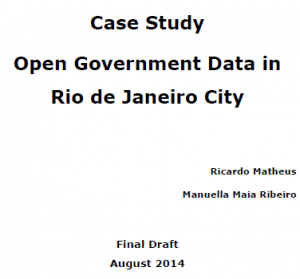 Case Study
Open Government Data in
Rio de Janeiro City
Ricardo Matheus
Manuella Maia Ribeiro
Final Draft
August 2014